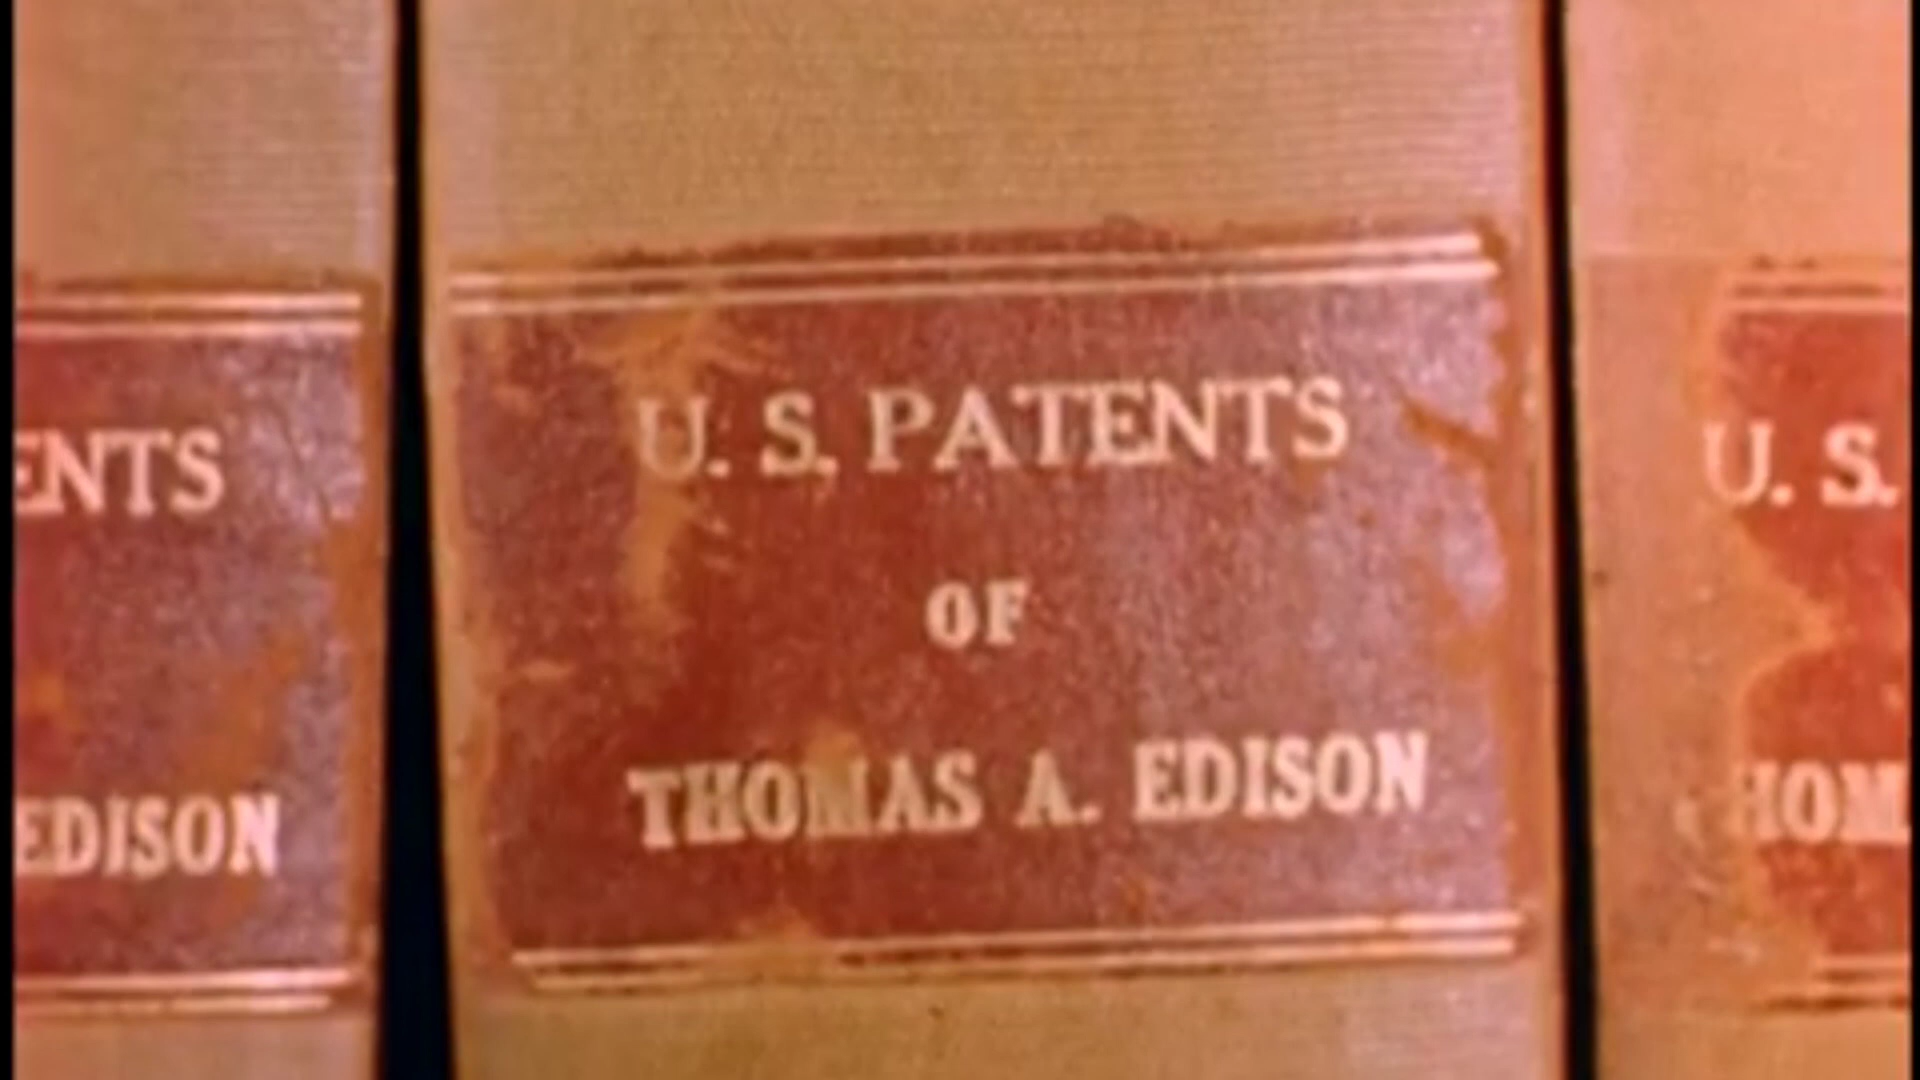 ENTS
EDISON
U. S. PATENTS
OF
THOMAS A. EDISON
U. S.
HOM